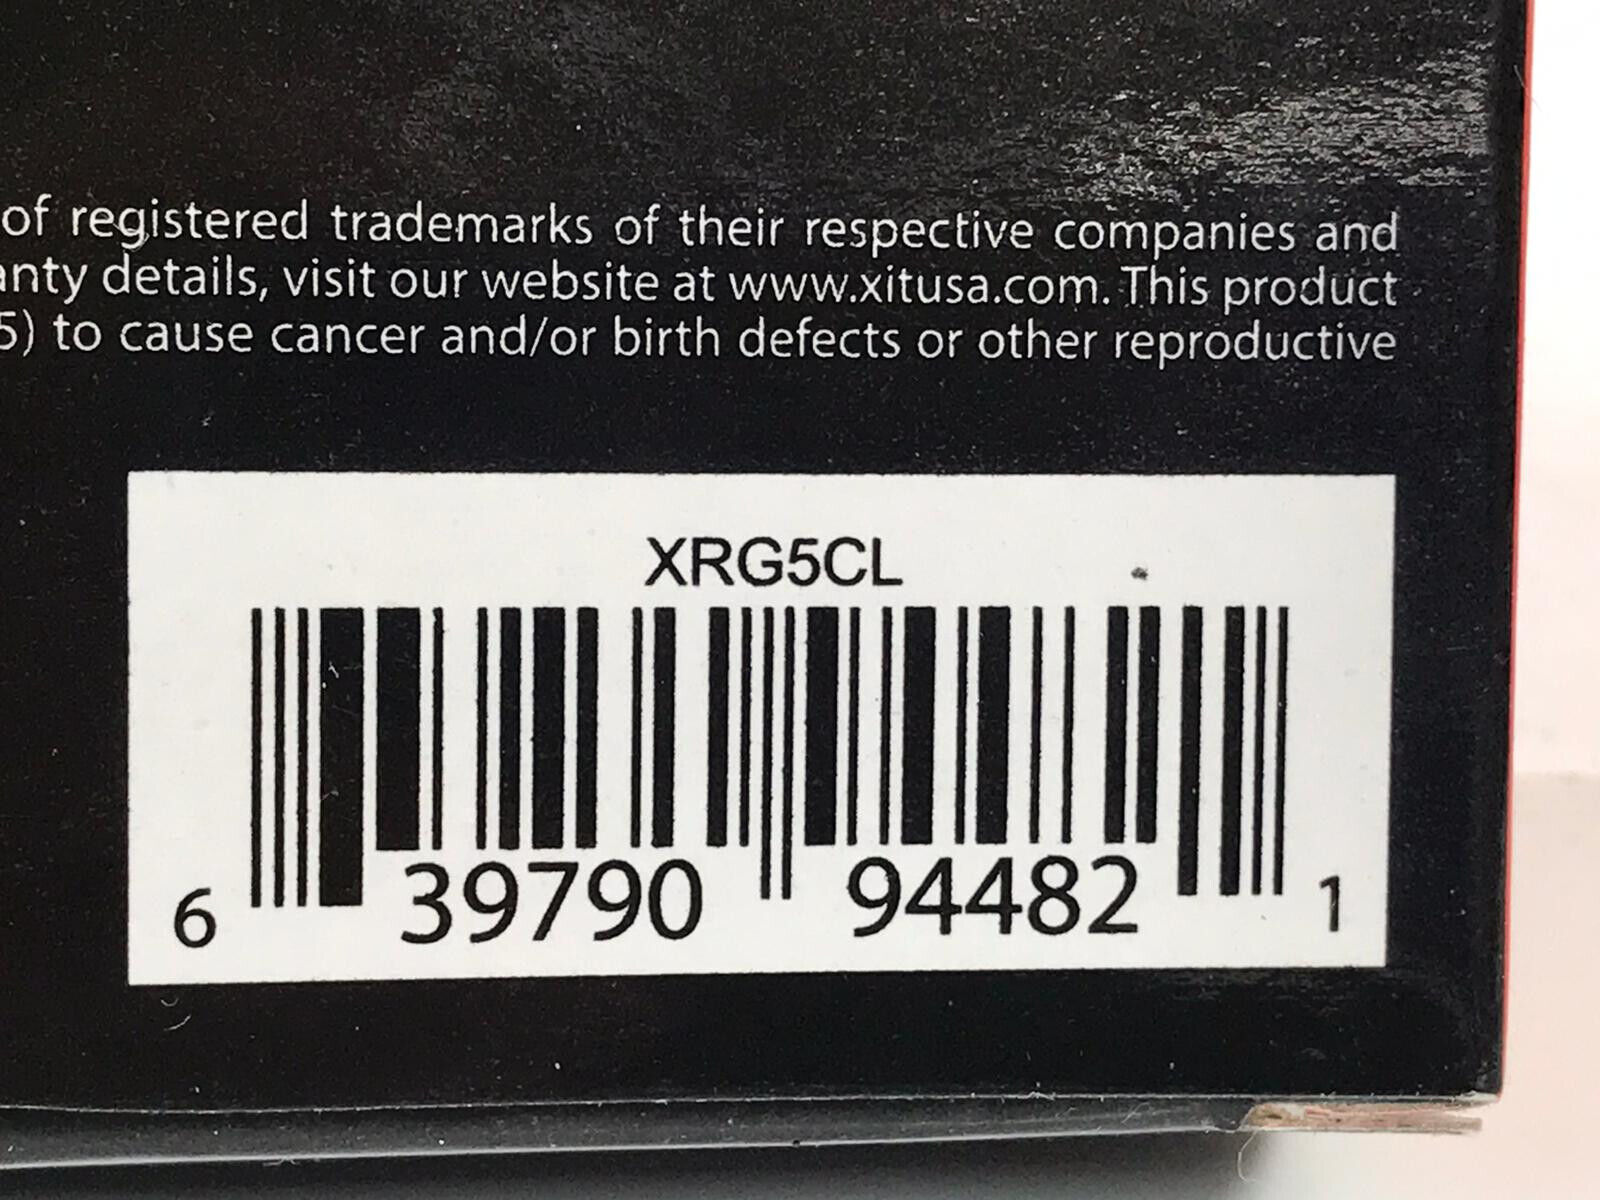 of registered trademarks of their respective companies and
details, visit our website at www.xitusa.com. This product
5) to cause cancer and/or birth defects or other reproductive
XRG5CL
6 39790 94482 1